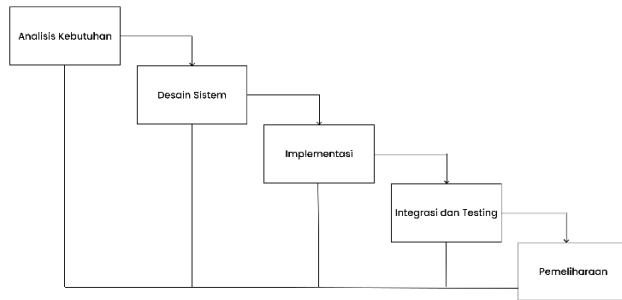 Analisis Kebutuhan
Desain Sistem
Implementasi
Integrasi dan Testing
Pemeliharaan